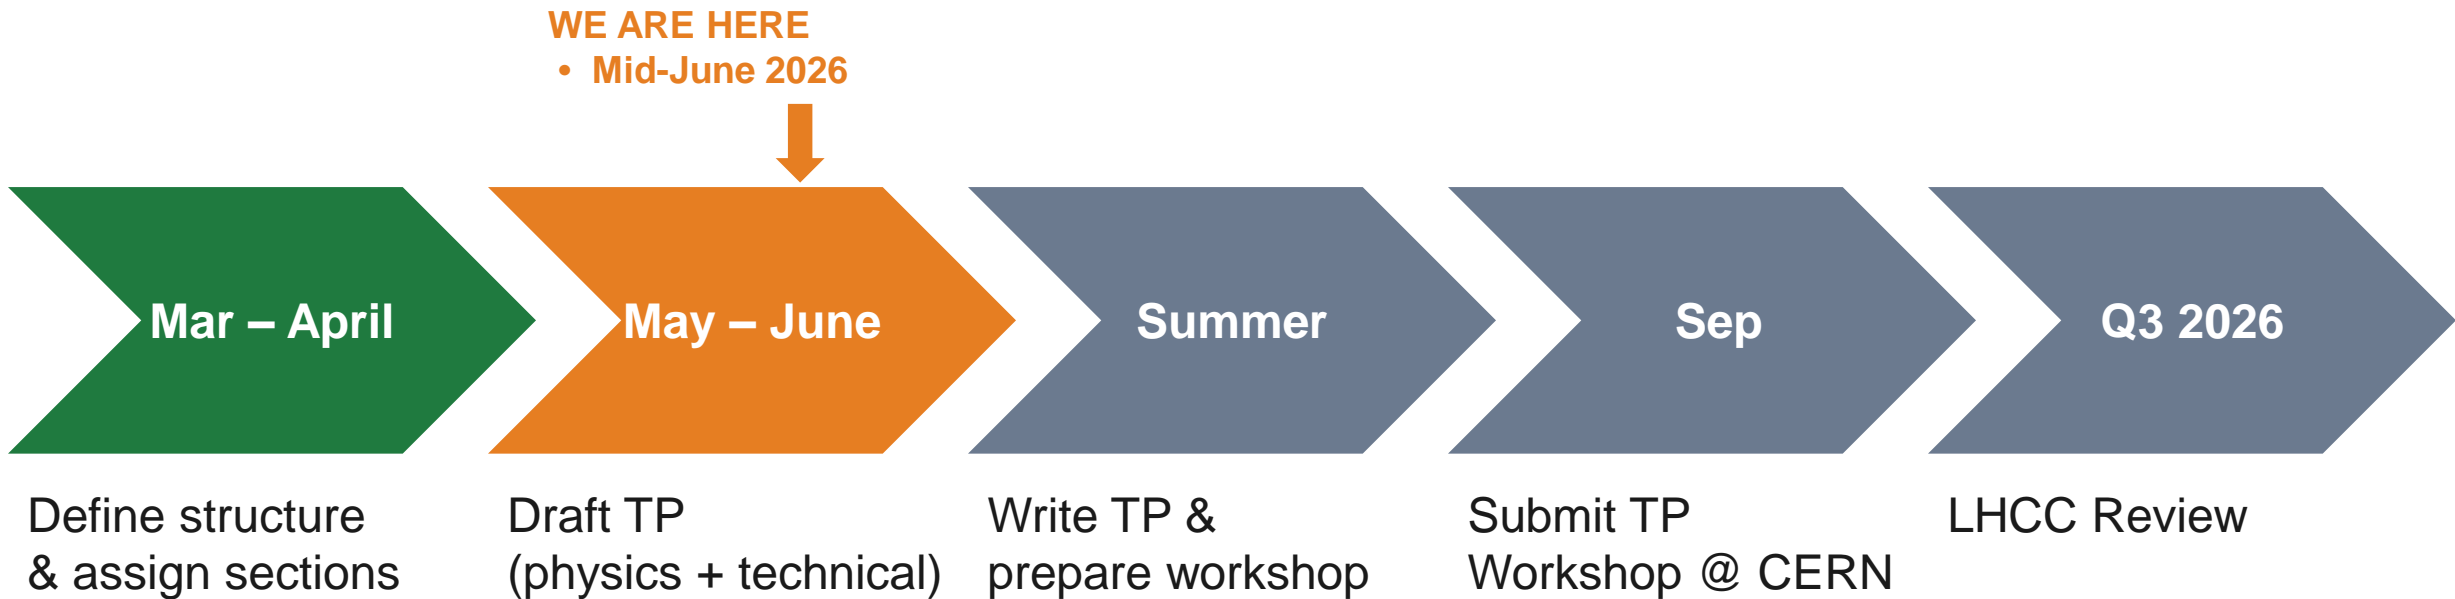 WE ARE HERE
• Mid-June 2026
Mar – April
May – June
Summer
Sep
Q3 2026
Define structure
& assign sections
Draft TP
(physics + technical)
Write TP &
prepare workshop
Submit TP
Workshop @ CERN
LHCC Review